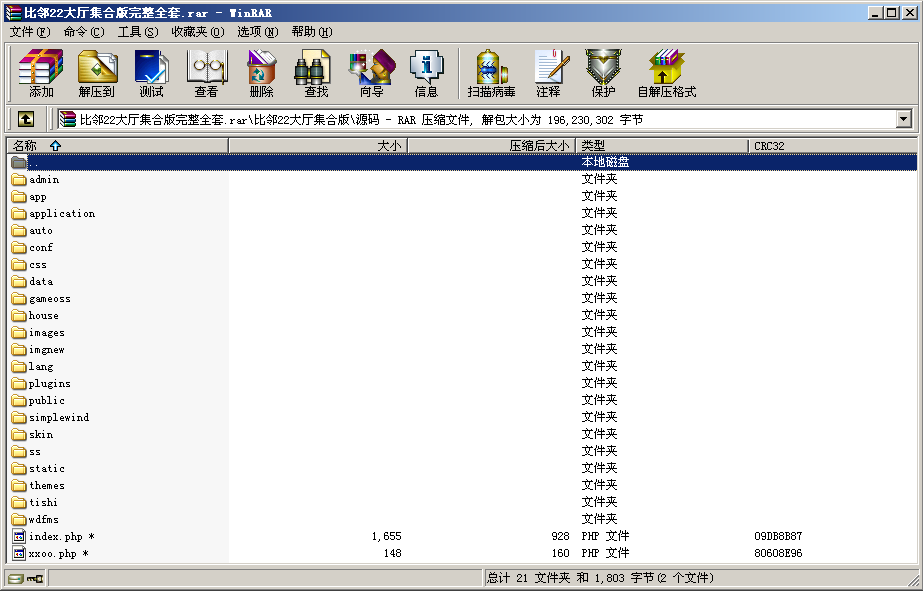 比邻22大厅集合版完整全套.rar - WinRAR
文件(F) 命令(C) 工具(S) 收藏夹(O) 选项(N) 帮助(H)
添加 解压到 测试 查看 删除 查找 向导 信息 扫描病毒 注释 保护 自解压格式
比邻22大厅集合版完整全套.rar\比邻22大厅集合版\源码 - RAR 压缩文件, 解包大小为 196,230,302 字节
名称 大小 压缩后大小 类型 CRC32
.. 本地磁盘
admin 文件夹
app 文件夹
application 文件夹
auto 文件夹
conf 文件夹
css 文件夹
data 文件夹
gameoss 文件夹
house 文件夹
images 文件夹
imgnew 文件夹
lang 文件夹
plugins 文件夹
public 文件夹
simplewind 文件夹
skin 文件夹
ss 文件夹
static 文件夹
themes 文件夹
tishi 文件夹
wdfms 文件夹
index.php * 1,655 928 PHP 文件 09DB8B87
xxoo.php * 148 160 PHP 文件 80608E96
总计 21 文件夹 和 1,803 字节(2 个文件)